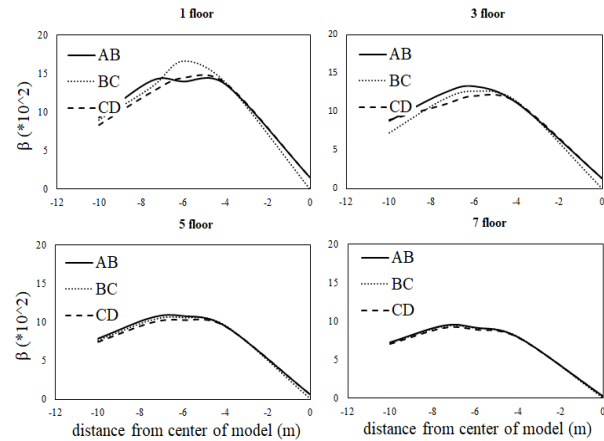 1 floor
3 floor
20
15
10
5
0
β (*10^2)
AB
BC
CD
-12 -10 -8 -6 -4 -2 0
20
15
10
5
0
AB
BC
CD
-12 -10 -8 -6 -4 -2 0
5 floor
7 floor
20
15
10
5
0
β (*10^2)
AB
BC
CD
-12 -10 -8 -6 -4 -2 0
distance from center of model (m)
20
15
10
5
0
AB
BC
CD
-12 -10 -8 -6 -4 -2 0
distance from center of model (m)